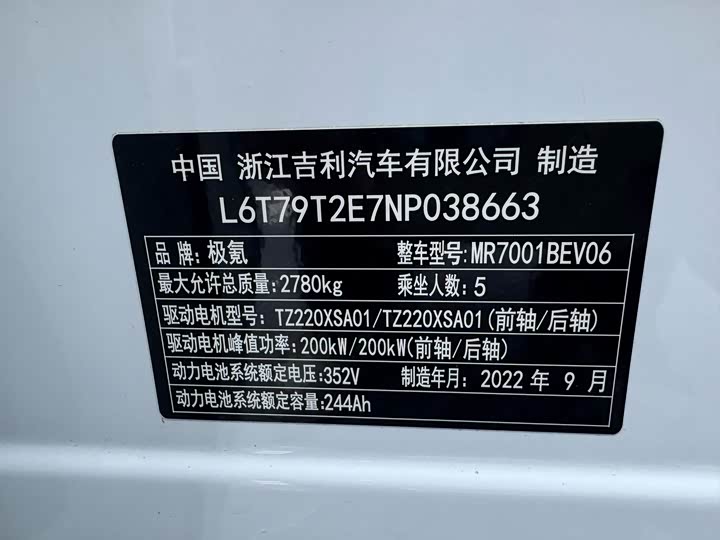 中国 浙江吉利汽车有限公司 制造
L6T79T2E7NP038663
品 牌:极氪 整车型号:MR7001BEV06
最大允许总质量:2780kg 乘坐人数:5
驱动电机型号: TZ220XSA01/TZ220XSA01(前轴/后轴)
驱动电机峰值功率:200kW/200kW(前轴/后轴)
动力电池系统额定电压:352V 制造年月: 2022 年 9 月
动力电池系统额定容量:244Ah